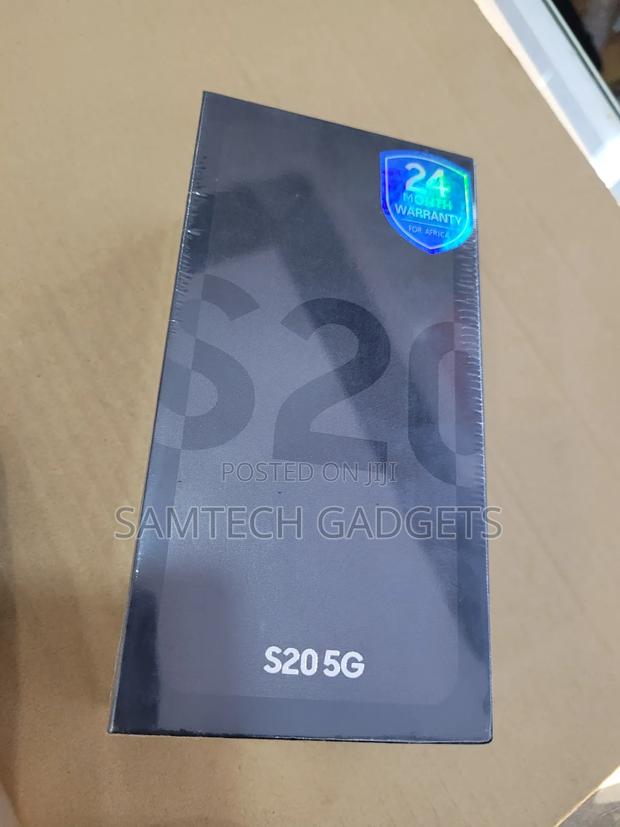 24
MONTH
WARRANTY
FOR AFRICA
S20
POSTED ON JIJI
SAMTECH GADGETS
S20 5G